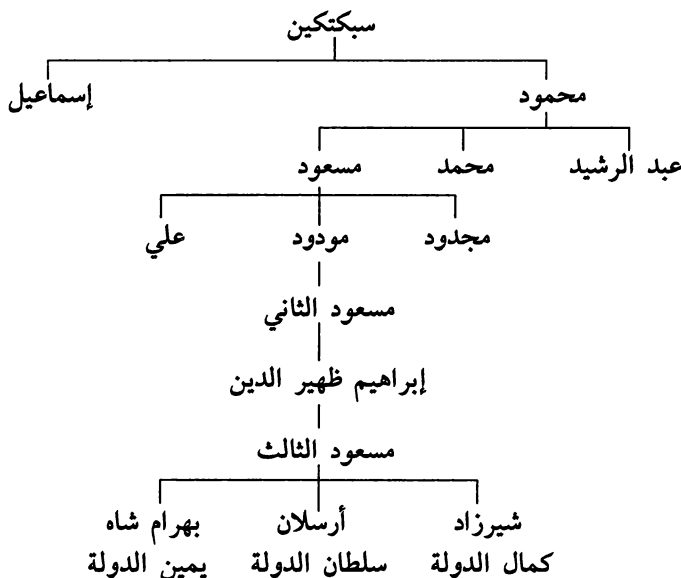 سبكتكين
محمود إسماعيل
عبد الرشيد محمد مسعود
مجدود مودود علي
مسعود الثاني
إبراهيم ظهير الدين
مسعود الثالث
شيرزاد أرسلان بهرام شاه
كمال الدولة سلطان الدولة يمين الدولة